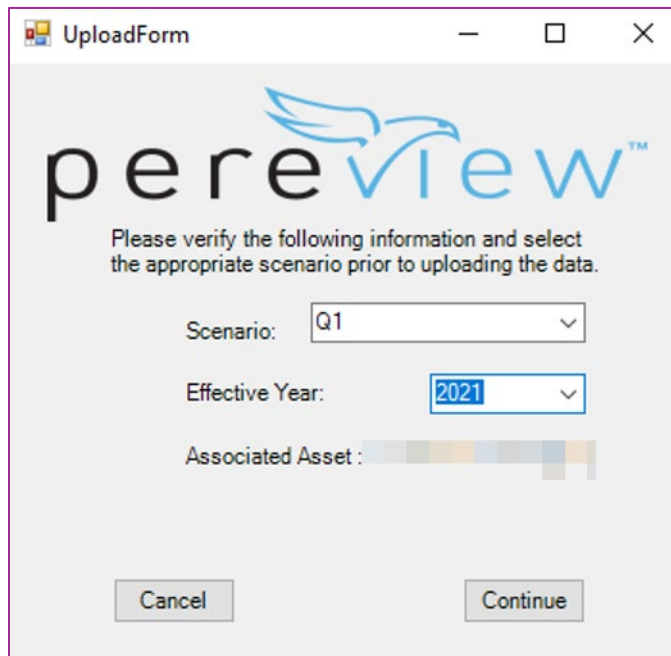 UploadForm
pereview™
Please verify the following information and select
the appropriate scenario prior to uploading the data.
Scenario: Q1
Effective Year: 2021
Associated Asset :
Cancel Continue